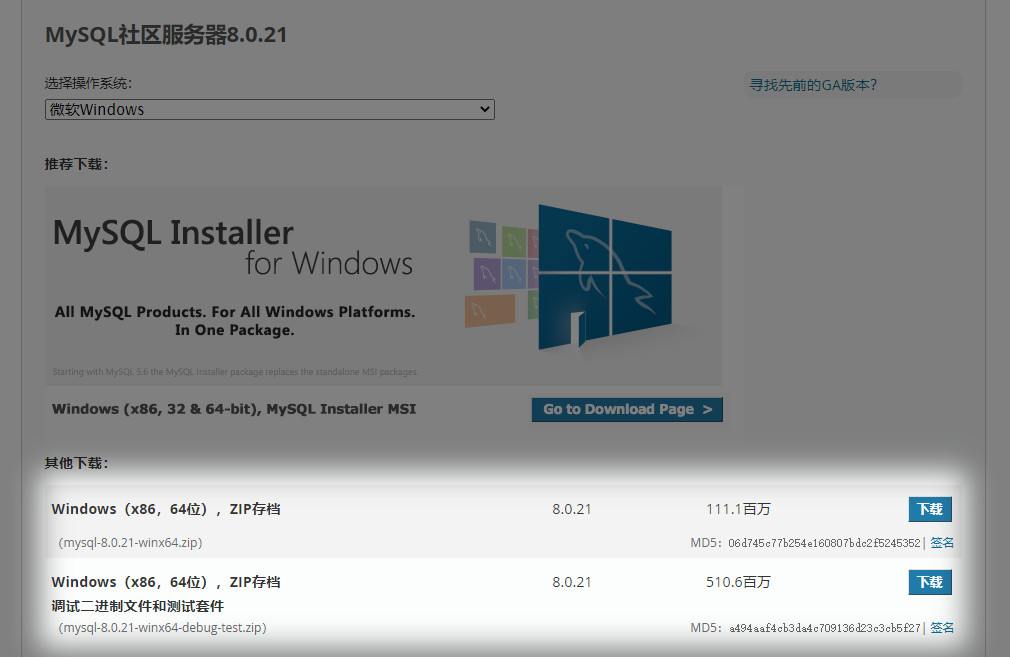 MySQL社区服务器8.0.21
选择操作系统：
微软Windows
寻找先前的GA版本？
推荐下载：
MySQL Installer
for Windows
All MySQL Products. For All Windows Platforms.
In One Package.
Starting with MySQL 5.6 the MySQL Installer package replaces the standalone MSI packages.
Windows (x86, 32 & 64-bit), MySQL Installer MSI
Go to Download Page >
其他下载：
Windows（x86，64位），ZIP存档 8.0.21 111.1百万 下载
(mysql-8.0.21-winx64.zip) MD5：06d745c77b254e160807bdc2f5245352 | 签名
Windows（x86，64位），ZIP存档 8.0.21 510.6百万 下载
调试二进制文件和测试套件
(mysql-8.0.21-winx64-debug-test.zip) MD5：a494aaf4cb3da4c709136d23c3cb5f27 | 签名